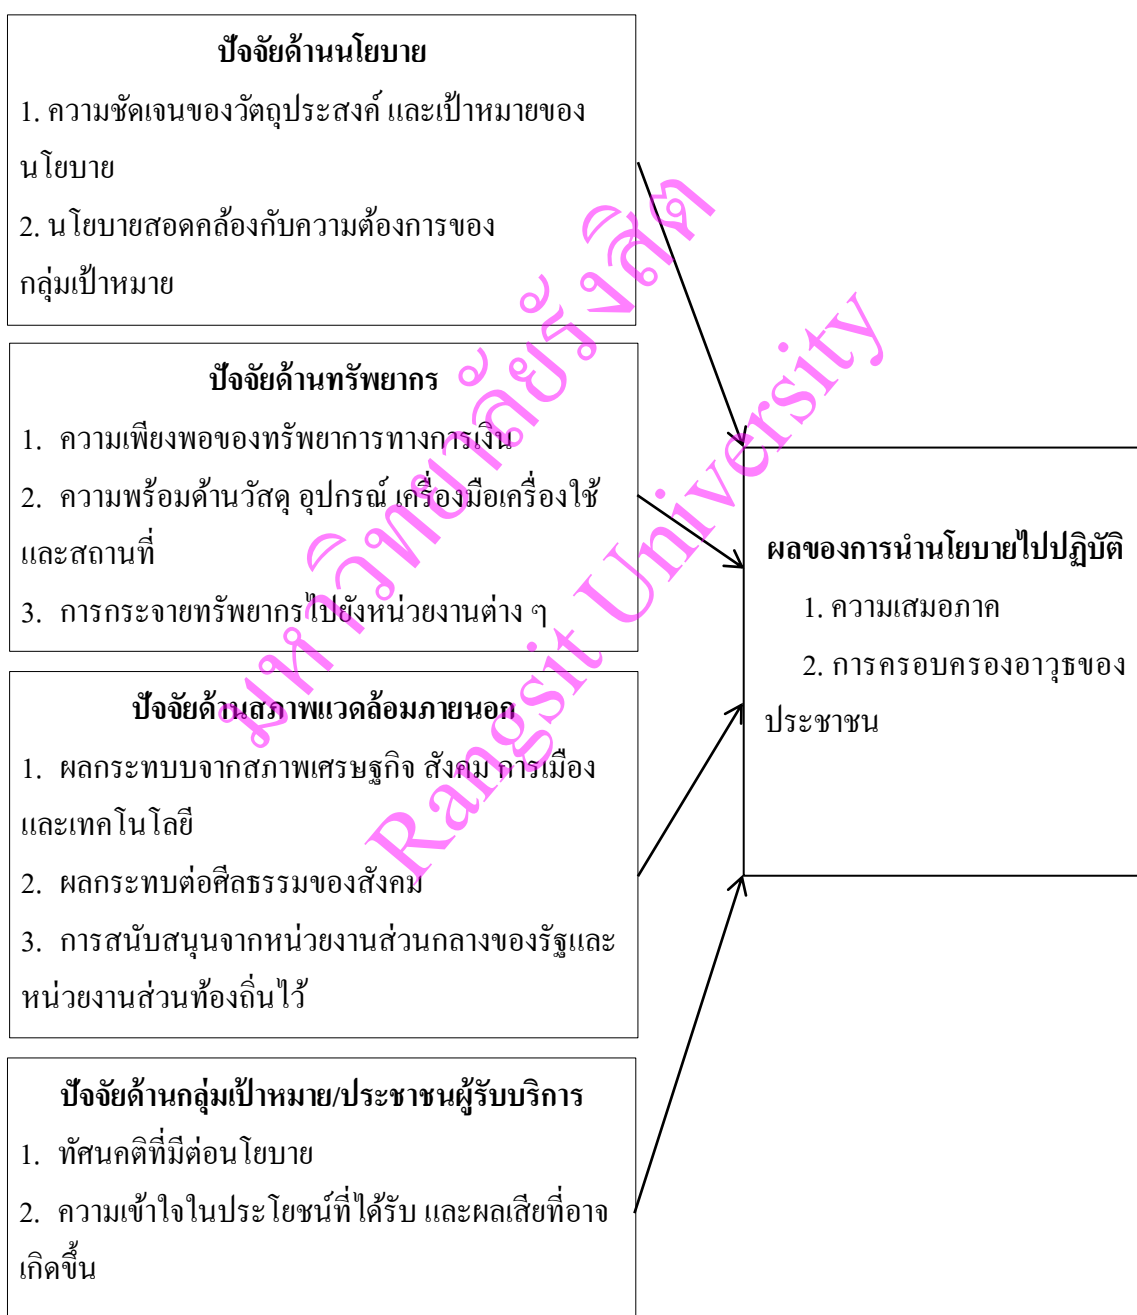 ปัจจัยด้านนโยบาย
1. ความชัดเจนของวัตถุประสงค์ และเป้าหมายของ
นโยบาย
2. นโยบายสอดคล้องกับความต้องการของ
กลุ่มเป้าหมาย
ปัจจัยด้านทรัพยากร
1. ความเพียงพอของทรัพยาการทางการเงิน
2. ความพร้อมด้านวัสดุ อุปกรณ์ เครื่องมือเครื่องใช้
และสถานที่
3. การกระจายทรัพยากรไปยังหน่วยงานต่าง ๆ
ปัจจัยด้านสภาพแวดล้อมภายนอก
1. ผลกระทบบจากสภาพเศรษฐกิจ สังคม การเมือง
และเทคโนโลยี
2. ผลกระทบต่อศีลธรรมของสังคม
3. การสนับสนุนจากหน่วยงานส่วนกลางของรัฐและ
หน่วยงานส่วนท้องถิ่นไว้
ปัจจัยด้านกลุ่มเป้าหมาย/ประชาชนผู้รับบริการ
1. ทัศนคติที่มีต่อนโยบาย
2. ความเข้าใจในประโยชน์ที่ได้รับ และผลเสียที่อาจ
เกิดขึ้น
ผลของการนำนโยบายไปปฏิบัติ
1. ความเสมอภาค
2. การครอบครองอาวุธของ
ประชาชน
มหาวิทยาลัยรังสิต
Rangsit University